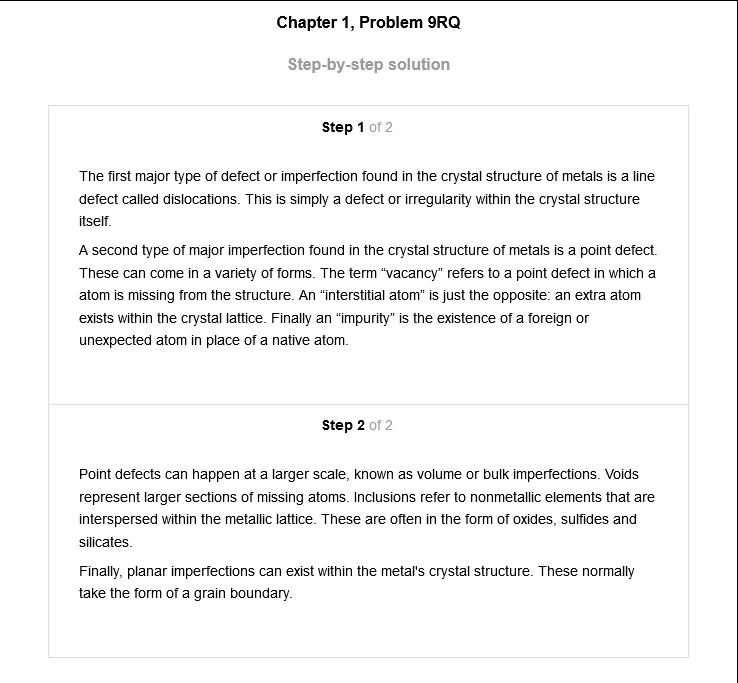 Chapter 1, Problem 9RQ
Step-by-step solution
Step 1 of 2
The first major type of defect or imperfection found in the crystal structure of metals is a line
defect called dislocations. This is simply a defect or irregularity within the crystal structure
itself.
A second type of major imperfection found in the crystal structure of metals is a point defect.
These can come in a variety of forms. The term “vacancy” refers to a point defect in which a
atom is missing from the structure. An “interstitial atom” is just the opposite: an extra atom
exists within the crystal lattice. Finally an “impurity” is the existence of a foreign or
unexpected atom in place of a native atom.
Step 2 of 2
Point defects can happen at a larger scale, known as volume or bulk imperfections. Voids
represent larger sections of missing atoms. Inclusions refer to nonmetallic elements that are
interspersed within the metallic lattice. These are often in the form of oxides, sulfides and
silicates.
Finally, planar imperfections can exist within the metal's crystal structure. These normally
take the form of a grain boundary.